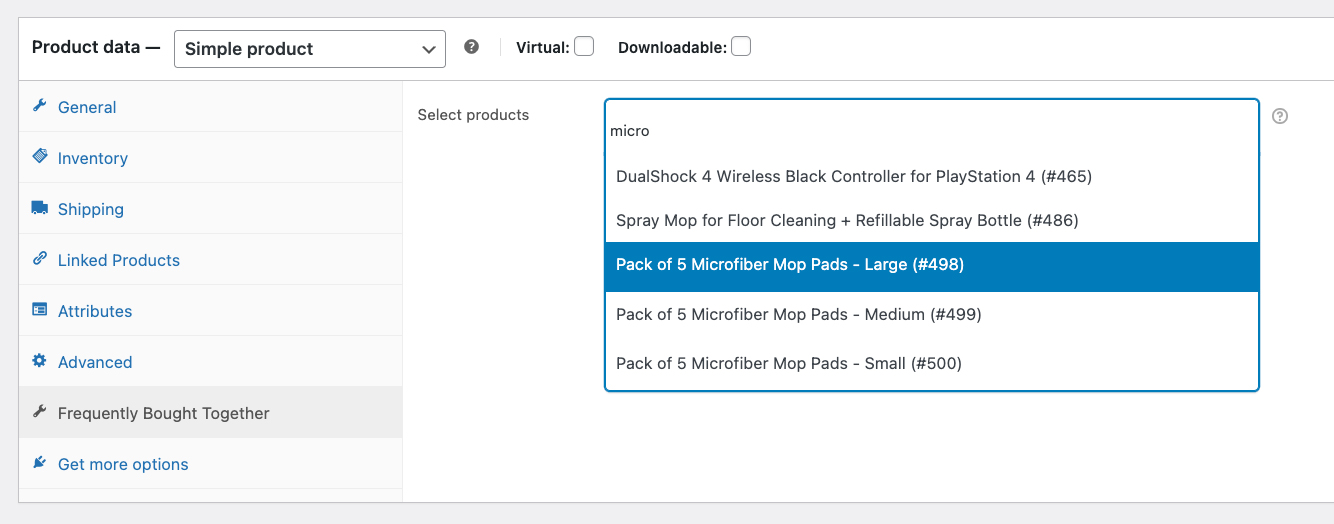 Product data — Simple product ? Virtual: Downloadable:
General
Inventory
Shipping
Linked Products
Attributes
Advanced
Frequently Bought Together
Get more options
Select products
micro
?
DualShock 4 Wireless Black Controller for PlayStation 4 (#465)
Spray Mop for Floor Cleaning + Refillable Spray Bottle (#486)
Pack of 5 Microfiber Mop Pads - Large (#498)
Pack of 5 Microfiber Mop Pads - Medium (#499)
Pack of 5 Microfiber Mop Pads - Small (#500)